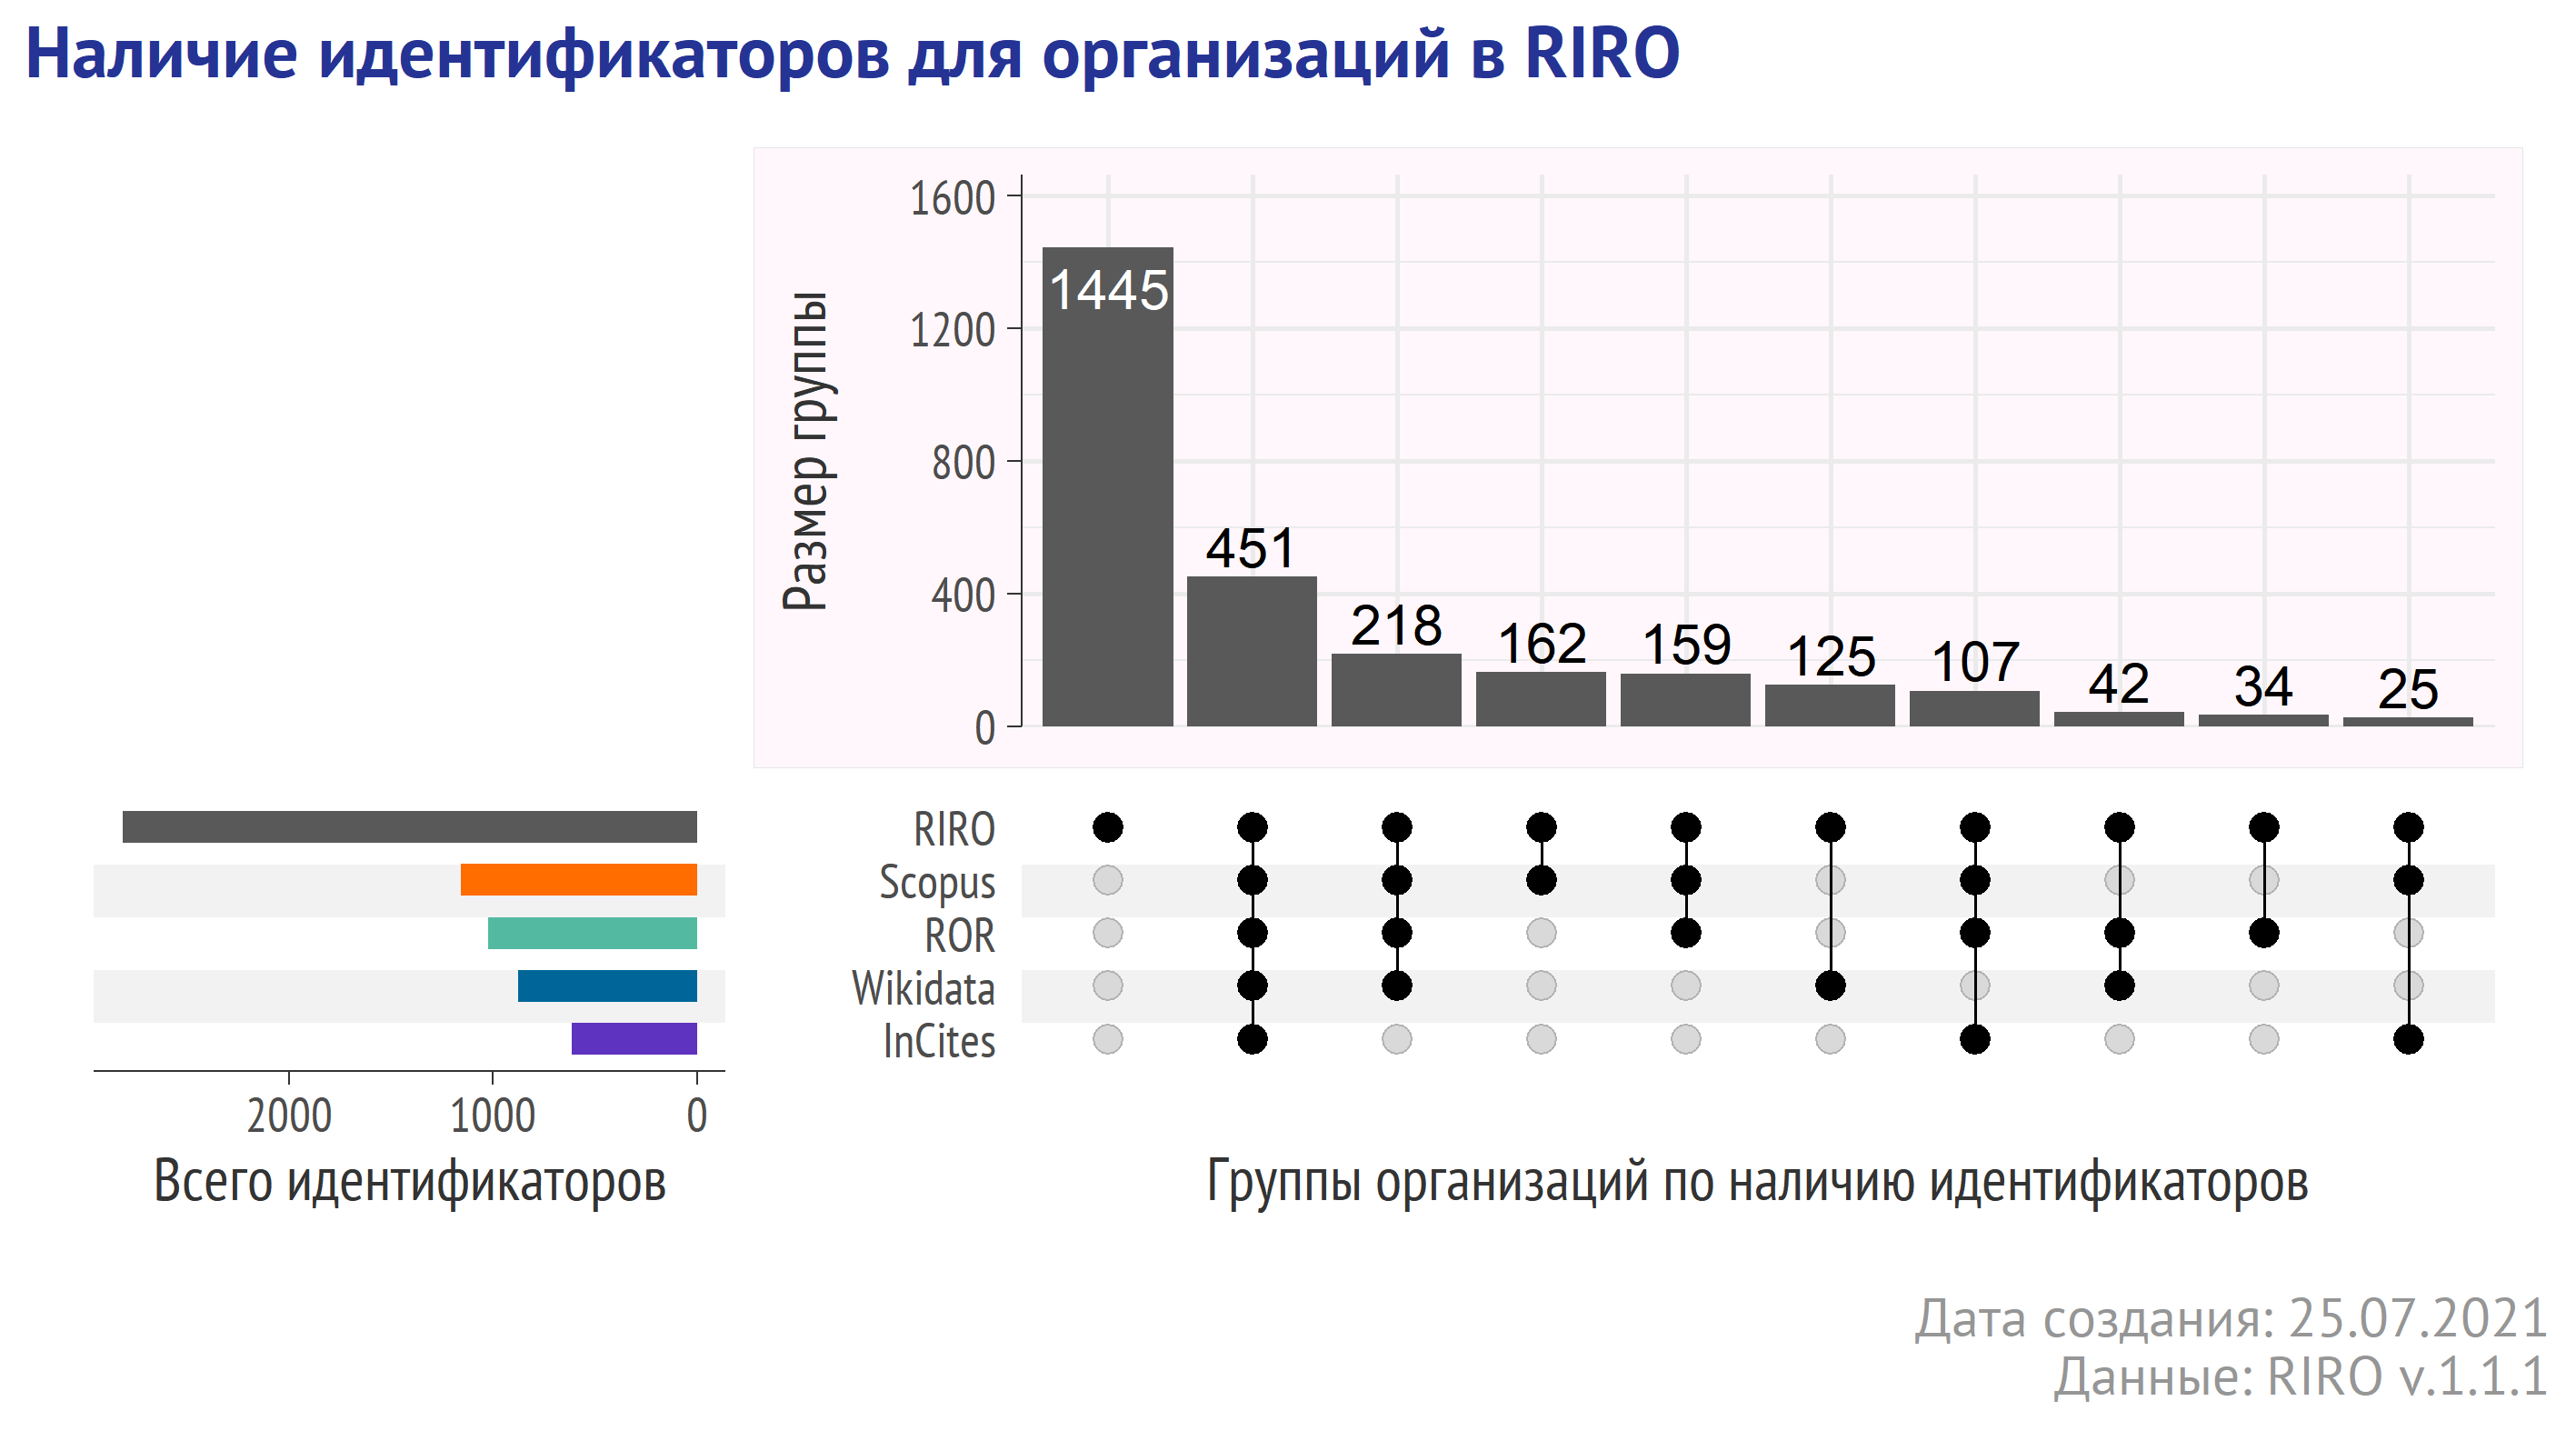 Наличие идентификаторов для организаций в RIRO
Размер группы
1600
1200
800
400
0
1445
451
218
162
159
125
107
42
34
25
RIRO
Scopus
ROR
Wikidata
InCites
2000 1000 0
Всего идентификаторов
Группы организаций по наличию идентификаторов
Дата создания: 25.07.2021
Данные: RIRO v.1.1.1